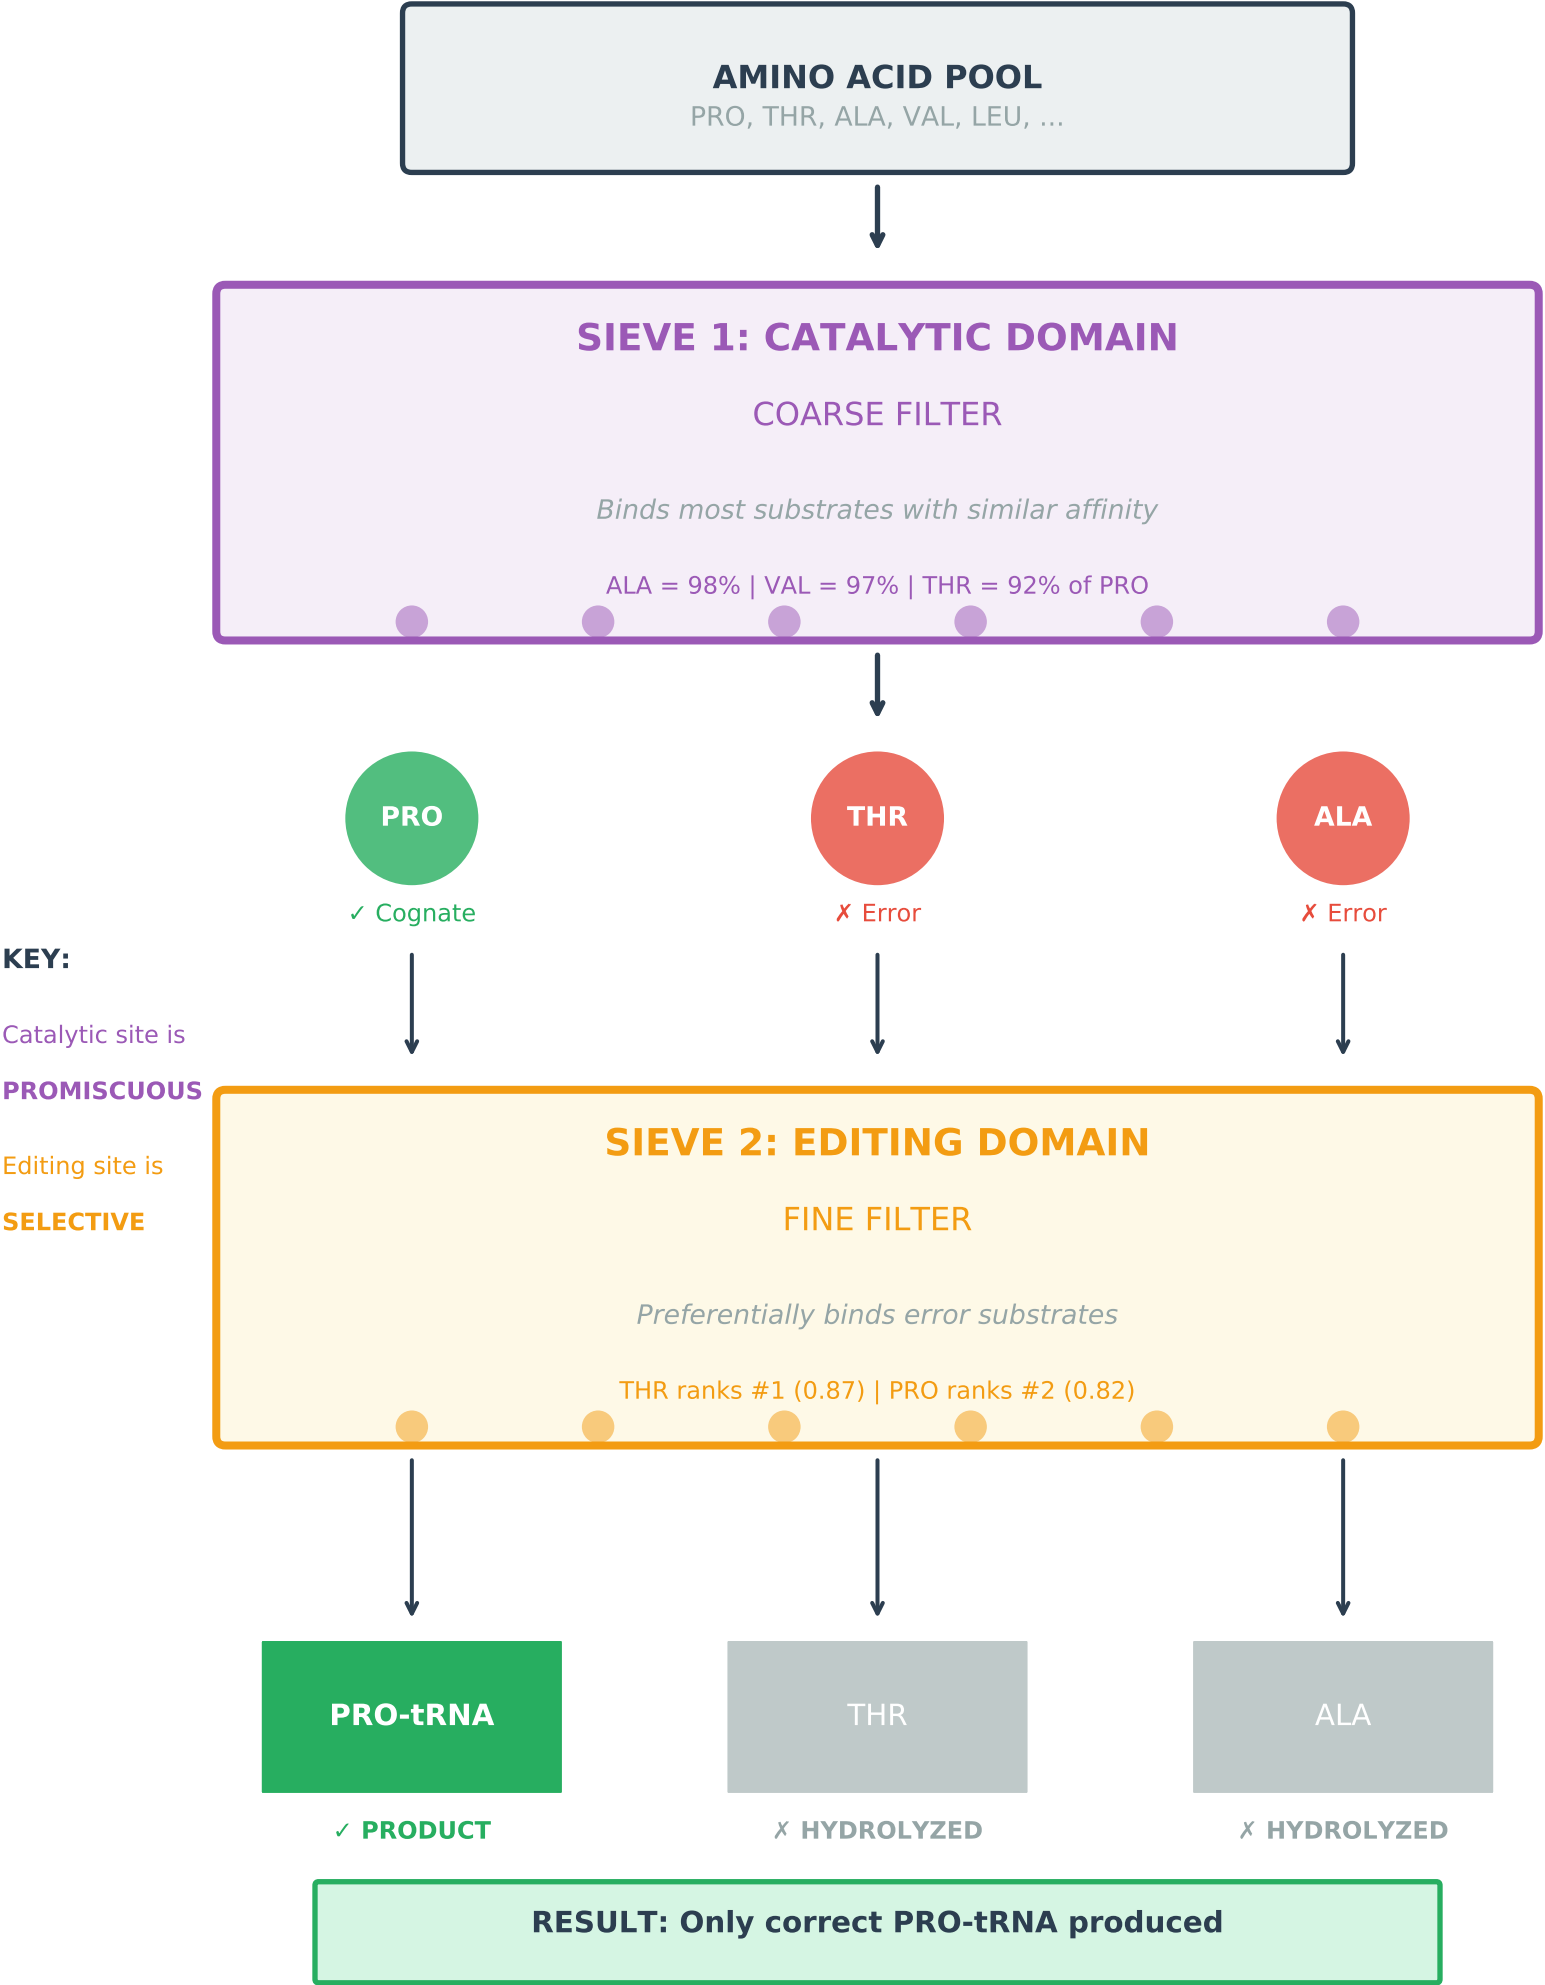 AMINO ACID POOL
PRO, THR, ALA, VAL, LEU, ...
SIEVE 1: CATALYTIC DOMAIN
COARSE FILTER
Binds most substrates with similar affinity
ALA = 98% | VAL = 97% | THR = 92% of PRO
PRO THR ALA
✓ Cognate ✗ Error ✗ Error
KEY:
Catalytic site is
PROMISCUOUS
Editing site is
SELECTIVE
SIEVE 2: EDITING DOMAIN
FINE FILTER
Preferentially binds error substrates
THR ranks #1 (0.87) | PRO ranks #2 (0.82)
PRO-tRNA THR ALA
✓ PRODUCT ✗ HYDROLYZED ✗ HYDROLYZED
RESULT: Only correct PRO-tRNA produced